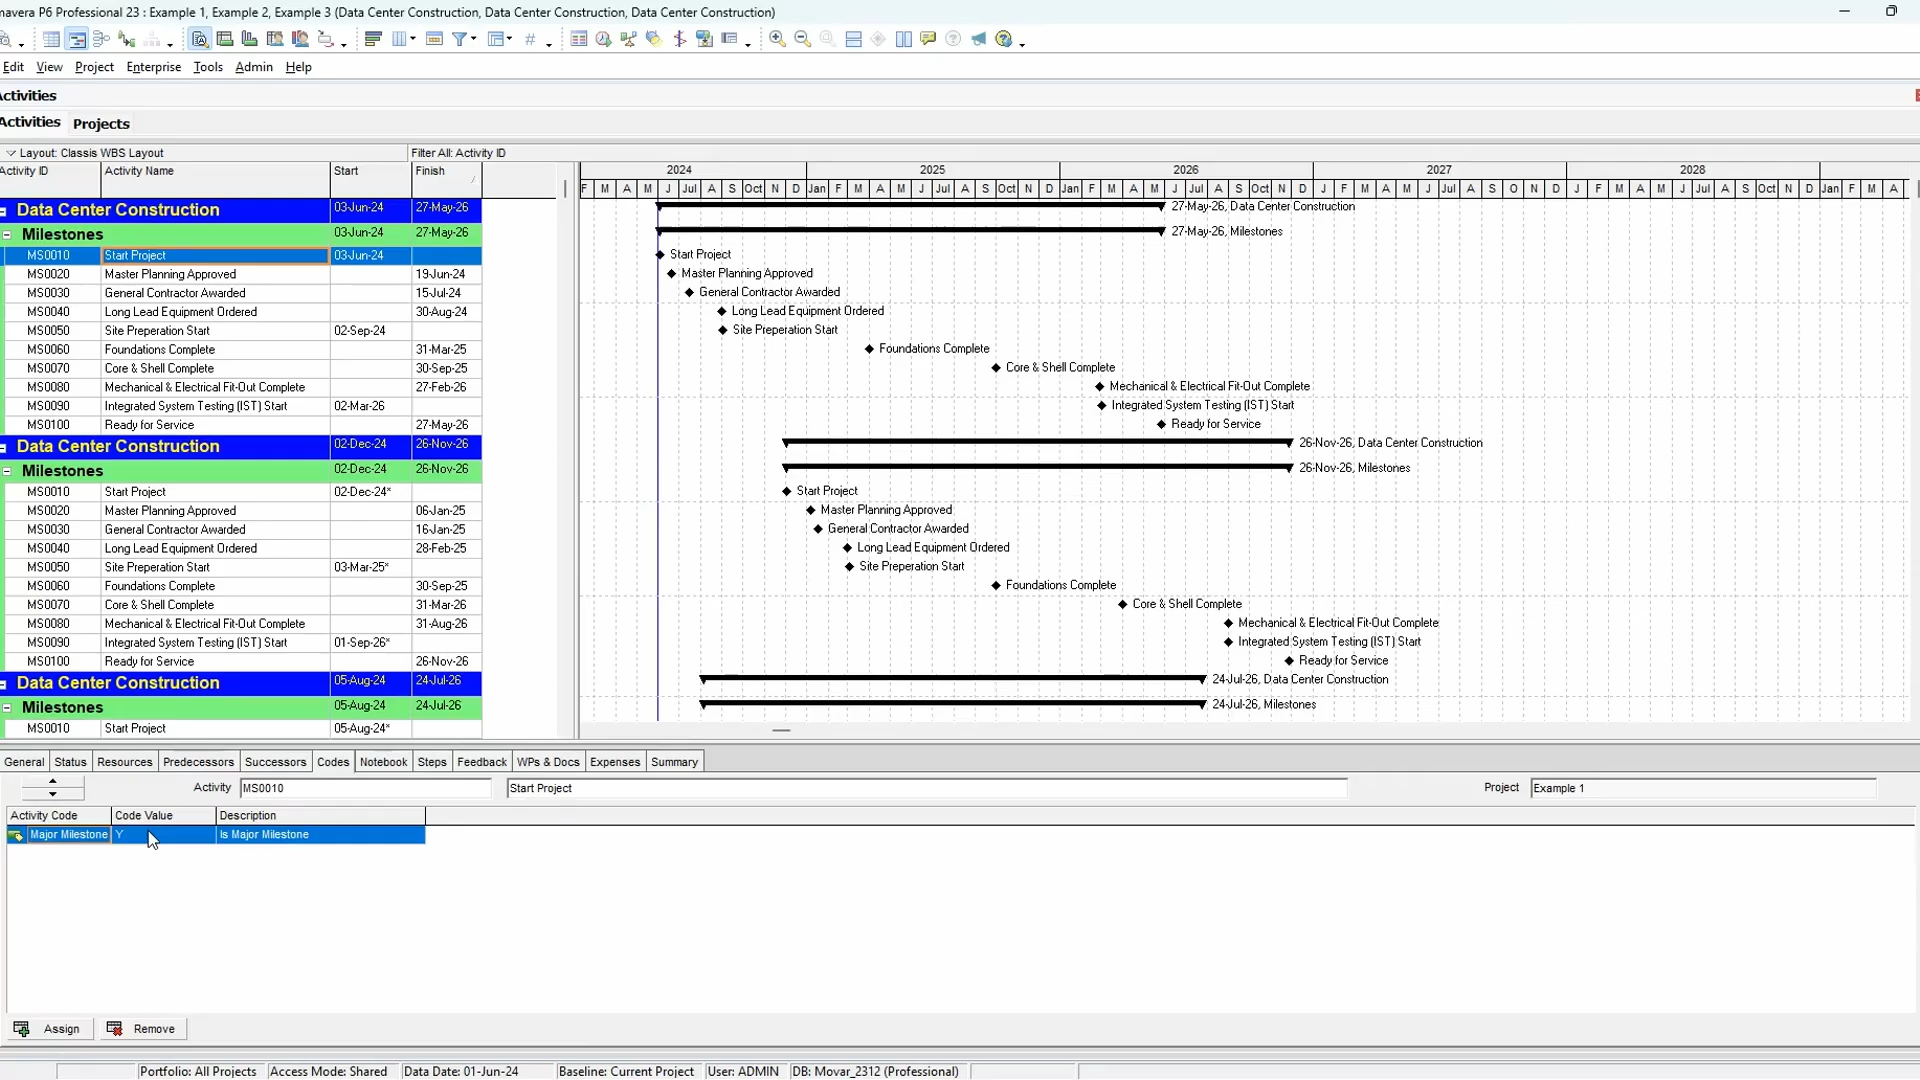 mavera P6 Professional 23 : Example 1, Example 2, Example 3 (Data Center Construction, Data Center Construction, Data Center Construction)
Edit View Project Enterprise Tools Admin Help
Activities
Activities Projects
Layout: Classis WBS Layout Filter All: Activity ID
Activity ID Activity Name Start Finish
2024 2025 2026 2027 2028
F M A M J Jul A S Oct N D Jan F M A M J Jul A S Oct N D Jan F M A M J Jul A S Oct N D J F M A M J Jul A S O N D J F M A M J Jul A S Oct N D Jan F M A
Data Center Construction 03-Jun-24 27-May-26 27-May-26, Data Center Construction
Milestones 03-Jun-24 27-May-26 27-May-26, Milestones
MS0010 Start Project 03-Jun-24 Start Project
MS0020 Master Planning Approved 19-Jun-24 Master Planning Approved
MS0030 General Contractor Awarded 15-Jul-24 General Contractor Awarded
MS0040 Long Lead Equipment Ordered 30-Aug-24 Long Lead Equipment Ordered
MS0050 Site Preperation Start 02-Sep-24 Site Preperation Start
MS0060 Foundations Complete 31-Mar-25 Foundations Complete
MS0070 Core & Shell Complete 30-Sep-25 Core & Shell Complete
MS0080 Mechanical & Electrical Fit-Out Complete 27-Feb-26 Mechanical & Electrical Fit-Out Complete
MS0090 Integrated System Testing (IST) Start 02-Mar-26 Integrated System Testing (IST) Start
MS0100 Ready for Service 27-May-26 Ready for Service
Data Center Construction 02-Dec-24 26-Nov-26 26-Nov-26, Data Center Construction
Milestones 02-Dec-24 26-Nov-26 26-Nov-26, Milestones
MS0010 Start Project 02-Dec-24* Start Project
MS0020 Master Planning Approved 06-Jan-25 Master Planning Approved
MS0030 General Contractor Awarded 16-Jan-25 General Contractor Awarded
MS0040 Long Lead Equipment Ordered 28-Feb-25 Long Lead Equipment Ordered
MS0050 Site Preperation Start 03-Mar-25* Site Preperation Start
MS0060 Foundations Complete 30-Sep-25 Foundations Complete
MS0070 Core & Shell Complete 31-Mar-26 Core & Shell Complete
MS0080 Mechanical & Electrical Fit-Out Complete 31-Aug-26 Mechanical & Electrical Fit-Out Complete
MS0090 Integrated System Testing (IST) Start 01-Sep-26* Integrated System Testing (IST) Start
MS0100 Ready for Service 26-Nov-26 Ready for Service
Data Center Construction 05-Aug-24 24-Jul-26 24-Jul-26, Data Center Construction
Milestones 05-Aug-24 24-Jul-26 24-Jul-26, Milestones
MS0010 Start Project 05-Aug-24*
General Status Resources Predecessors Successors Codes Notebook Steps Feedback WPs & Docs Expenses Summary
Activity MS0010 Start Project Project Example 1
Activity Code Code Value Description
Major Milestone Y Is Major Milestone
Assign Remove
Portfolio: All Projects Access Mode: Shared Data Date: 01-Jun-24 Baseline: Current Project User: ADMIN DB: Movar_2312 (Professional)